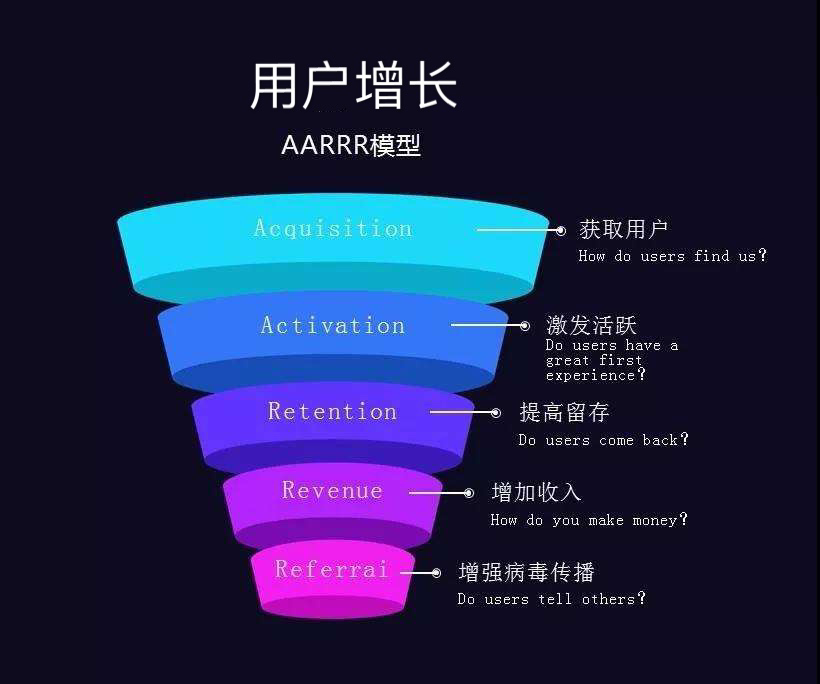 用户增长
AARRR模型
Acquisition
获取用户
How do users find us?
Activation
激发活跃
Do users have a
great first
experience?
Retention
提高留存
Do users come back?
Revenue
增加收入
How do you make money?
Referrai
增强病毒传播
Do users tell others?